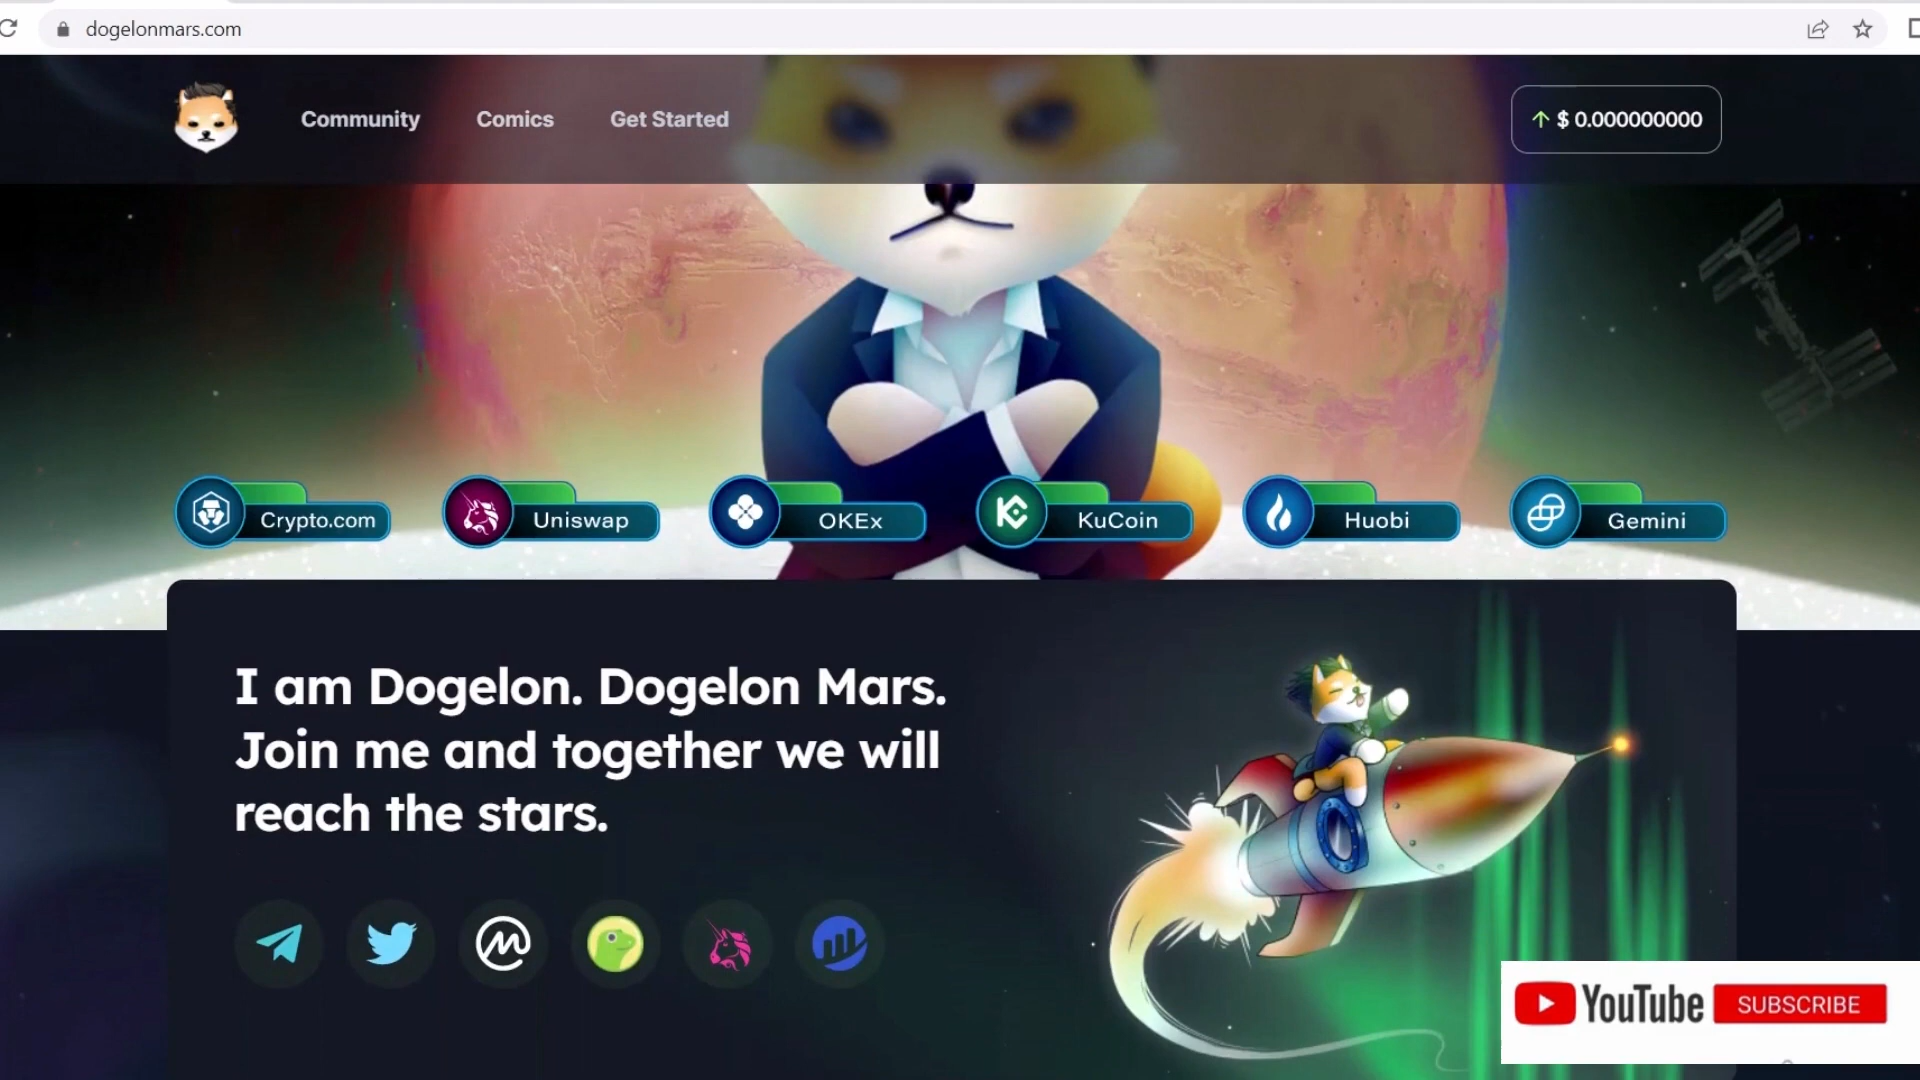 dogelonmars.com
Community Comics Get Started
$ 0.000000000
Crypto.com Uniswap OKEx KuCoin Huobi Gemini
I am Dogelon. Dogelon Mars.
Join me and together we will
reach the stars.
YouTube SUBSCRIBE